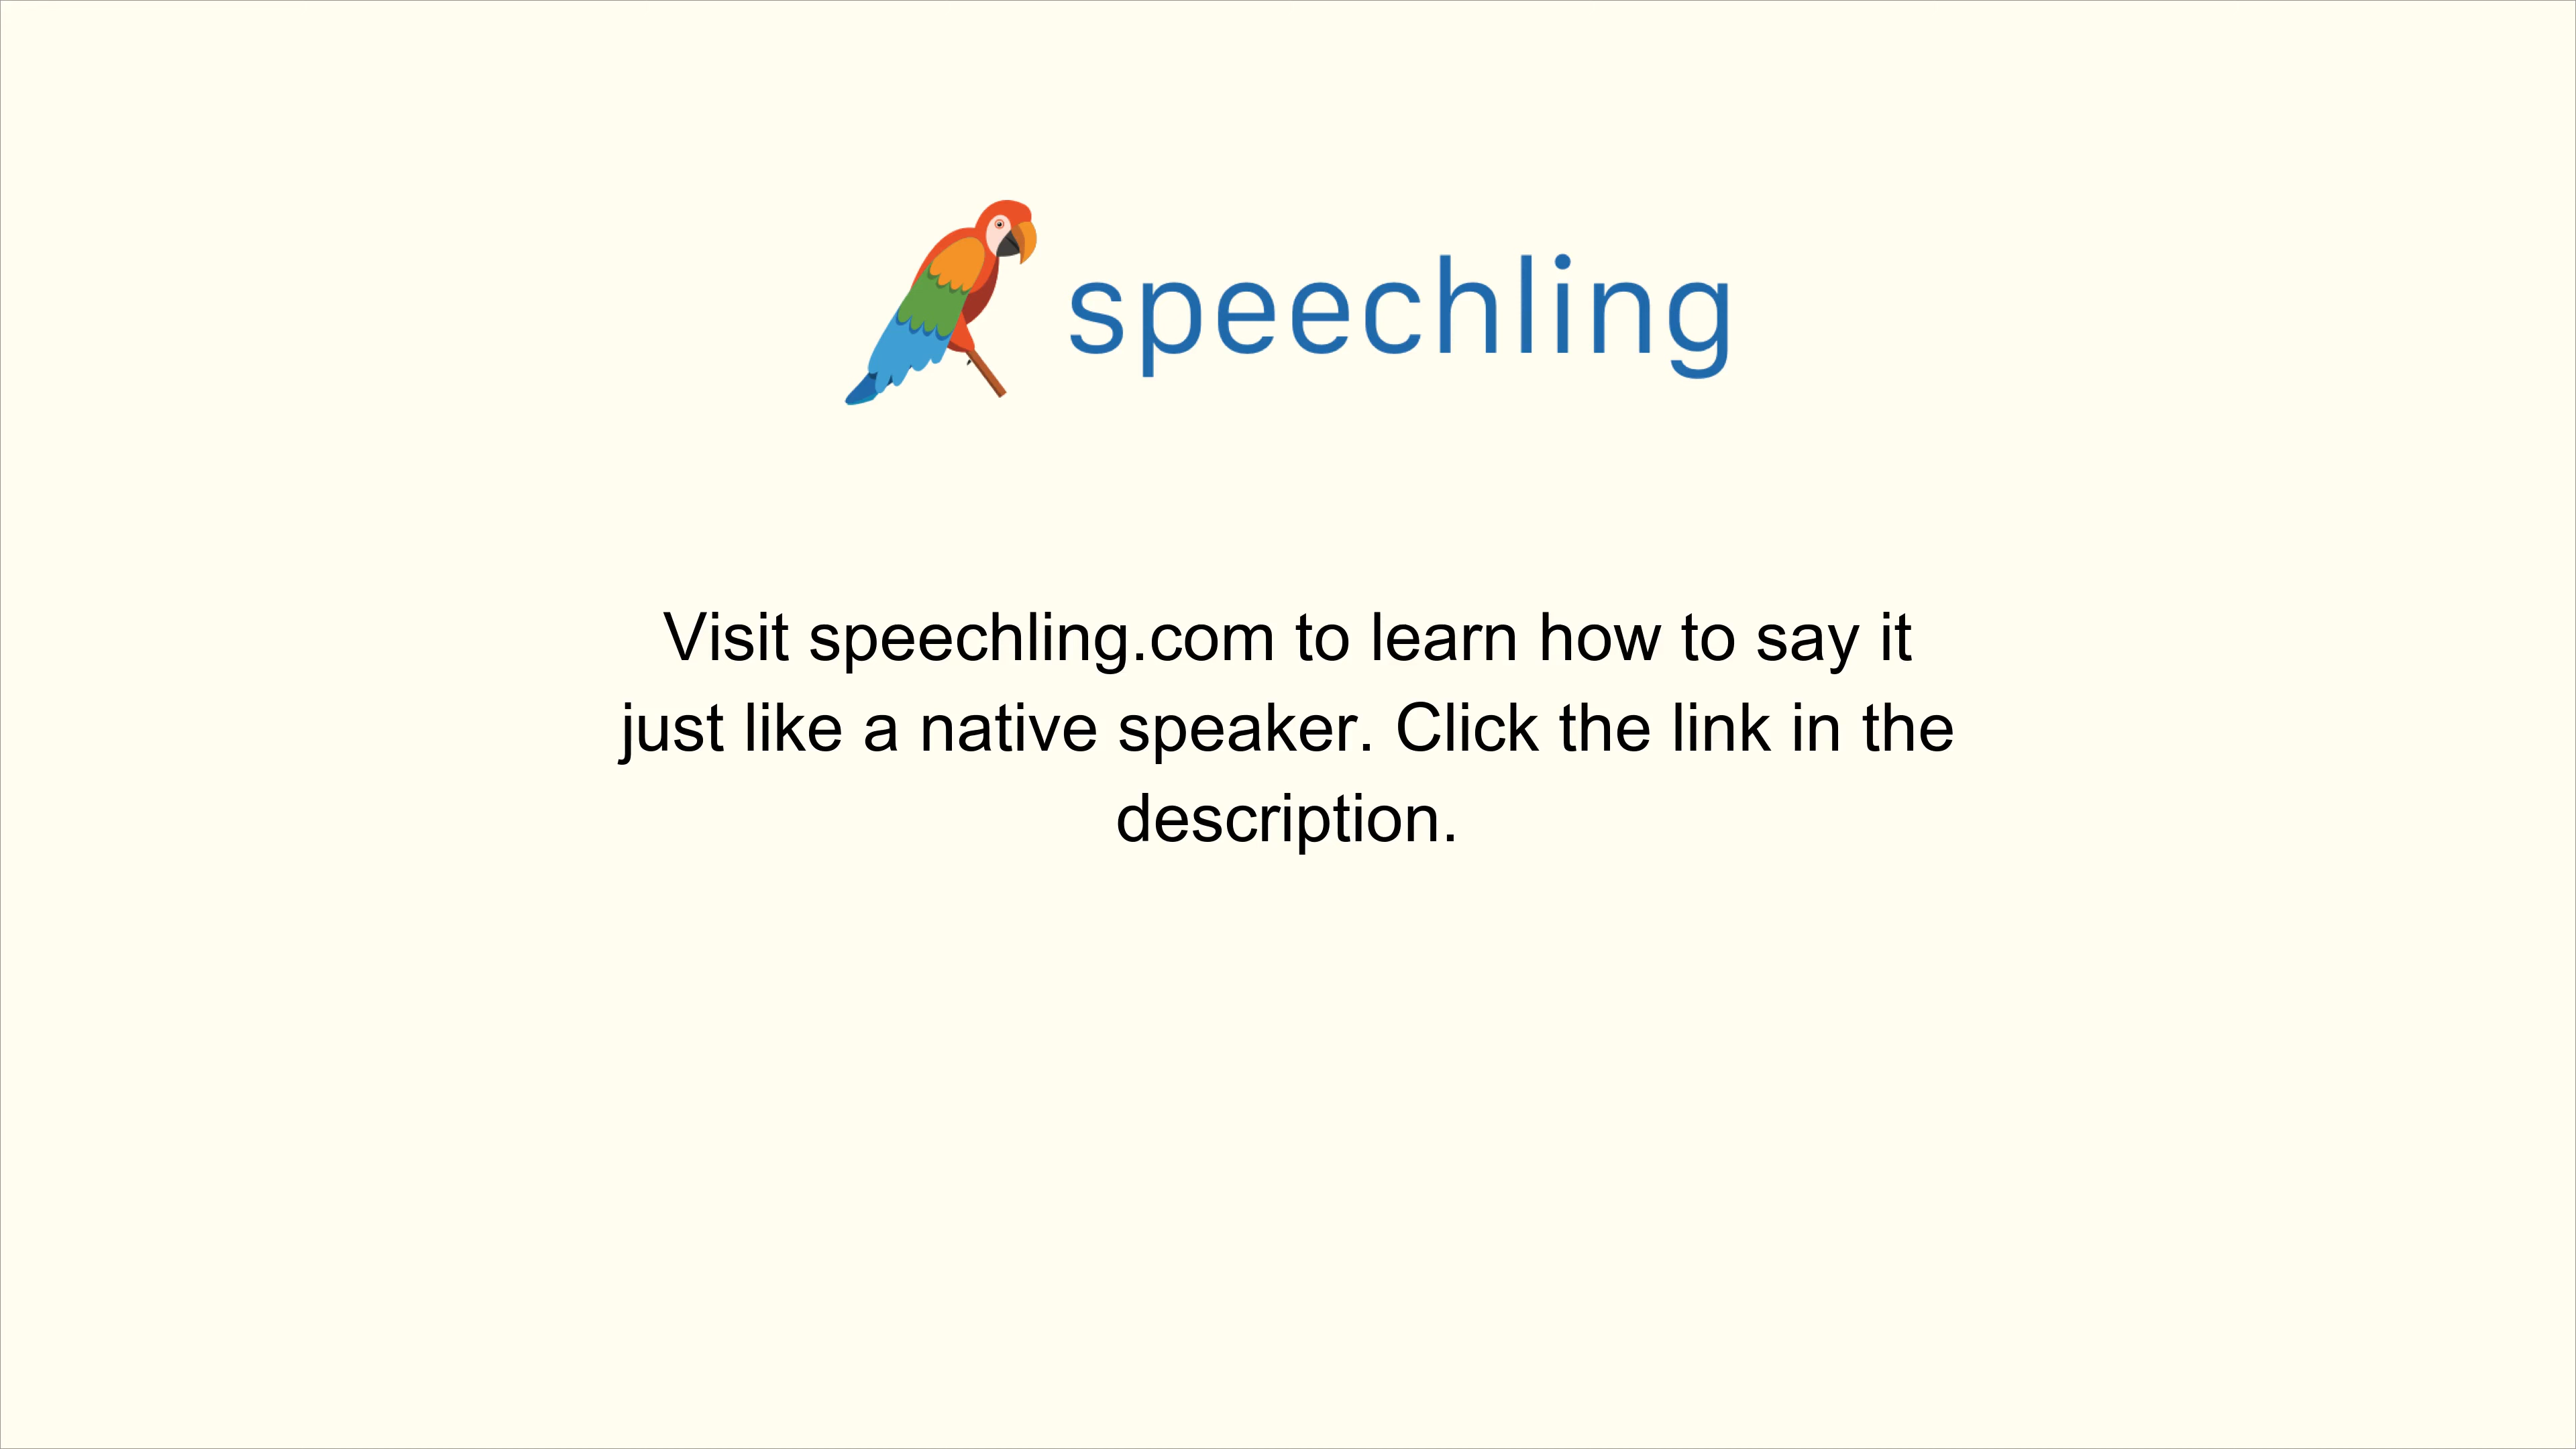 speechling
Visit speechling.com to learn how to say it
just like a native speaker. Click the link in the
description.